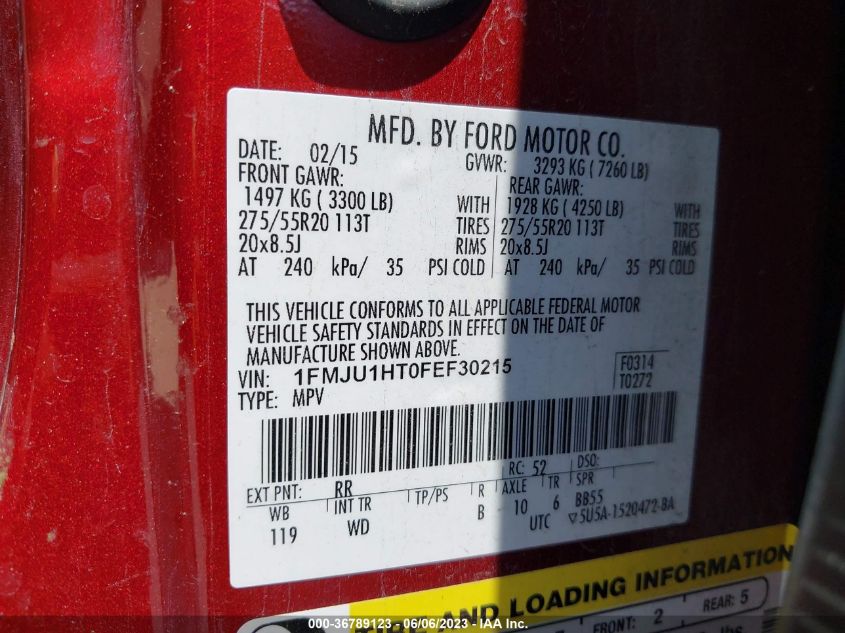 MFD. BY FORD MOTOR CO.
DATE: 02/15 GVWR: 3293 KG ( 7260 LB)
FRONT GAWR: REAR GAWR:
1497 KG ( 3300 LB) WITH 1928 KG ( 4250 LB) WITH
275/55R20 113T TIRES 275/55R20 113T TIRES
20x8.5J RIMS 20x8.5J RIMS
AT 240 kPa/ 35 PSI COLD AT 240 kPa/ 35 PSI COLD
THIS VEHICLE CONFORMS TO ALL APPLICABLE FEDERAL MOTOR
VEHICLE SAFETY STANDARDS IN EFFECT ON THE DATE OF
MANUFACTURE SHOWN ABOVE.
VIN: 1FMJU1HT0FEF30215 F0314
TYPE: MPV T0272
RC: 52 DSO:
EXT PNT: RR
WB INT TR TP/PS R AXLE TR SPR
119 WD B 10 6 BB55
UTC ▽5U5A-1520472-BA
TIRE AND LOADING INFORMATION
FRONT: 2 REAR: 5
lbs
1-36789123 - 06/06/2023 - IAA Inc.